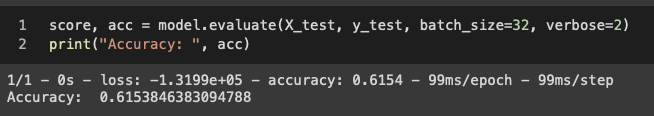 1 score, acc = model.evaluate(X_test, y_test, batch_size=32, verbose=2)
2 print("Accuracy: ", acc)
1/1 - 0s - loss: -1.3199e+05 - accuracy: 0.6154 - 99ms/epoch - 99ms/step
Accuracy:  0.6153846383094788